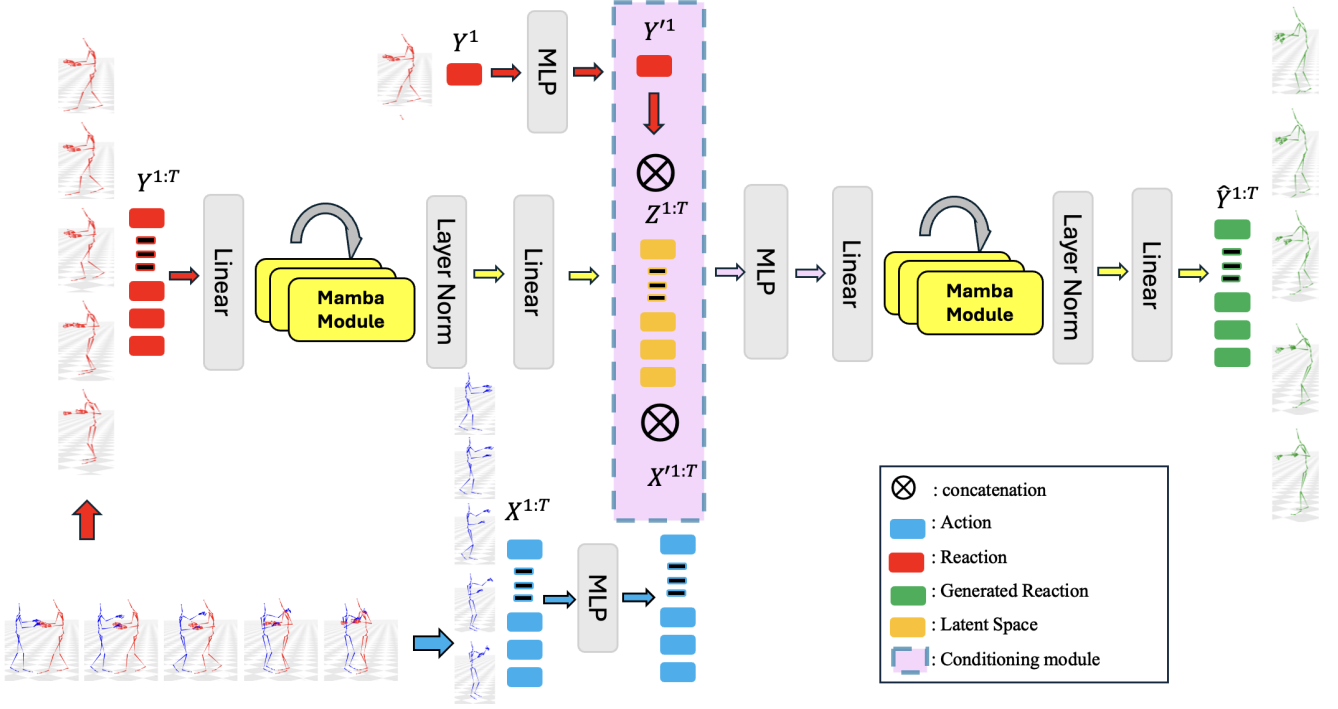 Y¹
MLP
Y′¹
Y^{1:T}
Linear
Mamba
Module
Layer Norm
Linear
Z^{1:T}
MLP
Linear
Mamba
Module
Layer Norm
Linear
Ŷ^{1:T}
X′^{1:T}
X^{1:T}
MLP
: concatenation
: Action
: Reaction
: Generated Reaction
: Latent Space
: Conditioning module